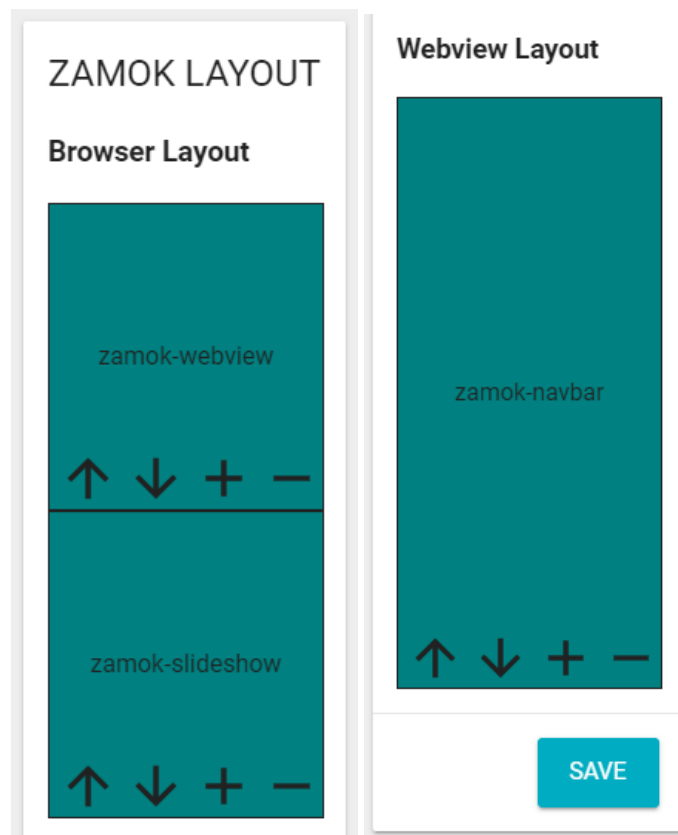 ZAMOK LAYOUT
Browser Layout
zamok-webview
zamok-slideshow
Webview Layout
zamok-navbar
SAVE